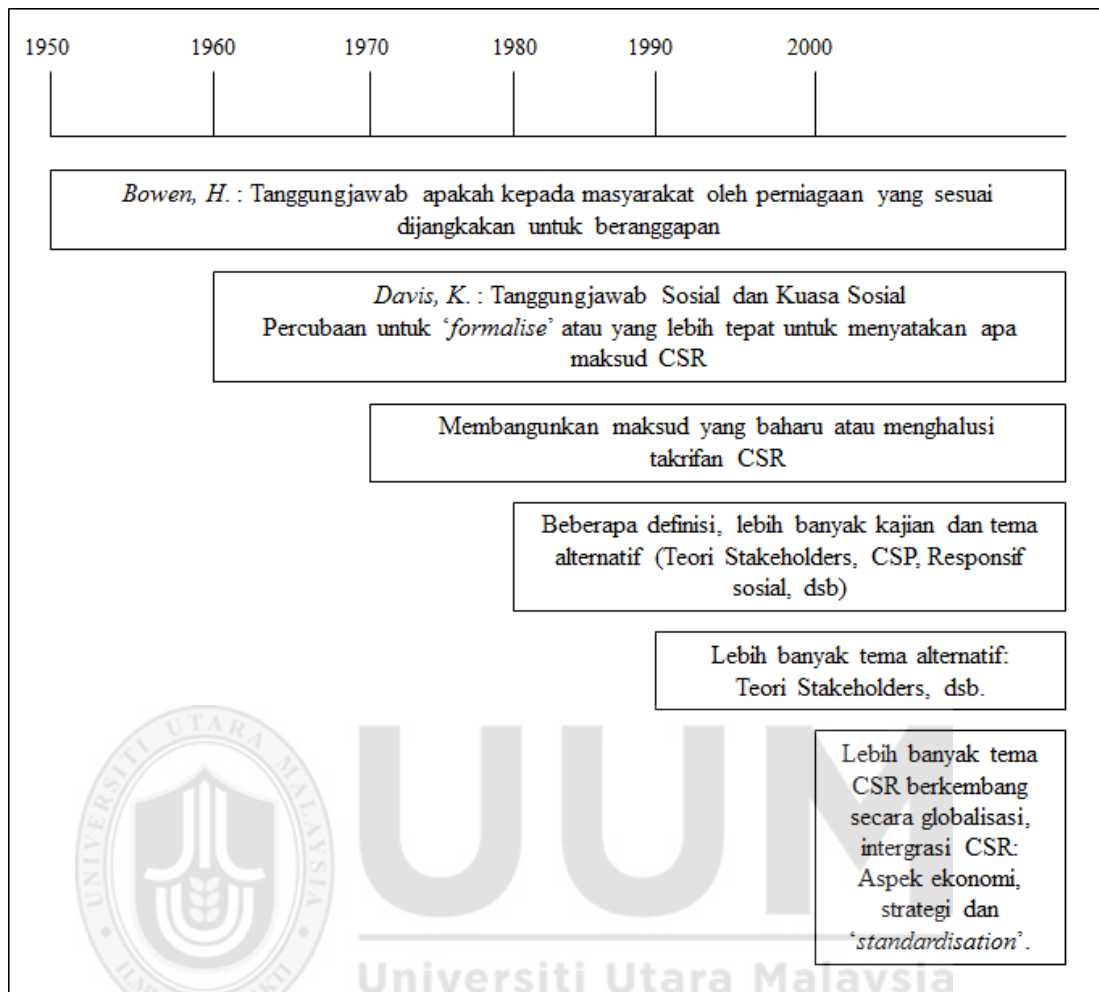 1950 1960 1970 1980 1990 2000
Bowen, H. : Tanggungjawab apakah kepada masyarakat oleh perniagaan yang sesuai
dijangkakan untuk beranggapan
Davis, K. : Tanggungjawab Sosial dan Kuasa Sosial
Percubaan untuk ‘formalise’ atau yang lebih tepat untuk menyatakan apa
maksud CSR
Membangunkan maksud yang baharu atau menghalusi
takrifan CSR
Beberapa definisi, lebih banyak kajian dan tema
alternatif (Teori Stakeholders, CSP, Responsif
sosial, dsb)
Lebih banyak tema alternatif:
Teori Stakeholders, dsb.
Lebih banyak tema
CSR berkembang
secara globalisasi,
intergrasi CSR:
Aspek ekonomi,
strategi dan
‘standardisation’.
UNIVERSITI UTARA MALAYSIA
UUM
Universiti Utara Malaysia